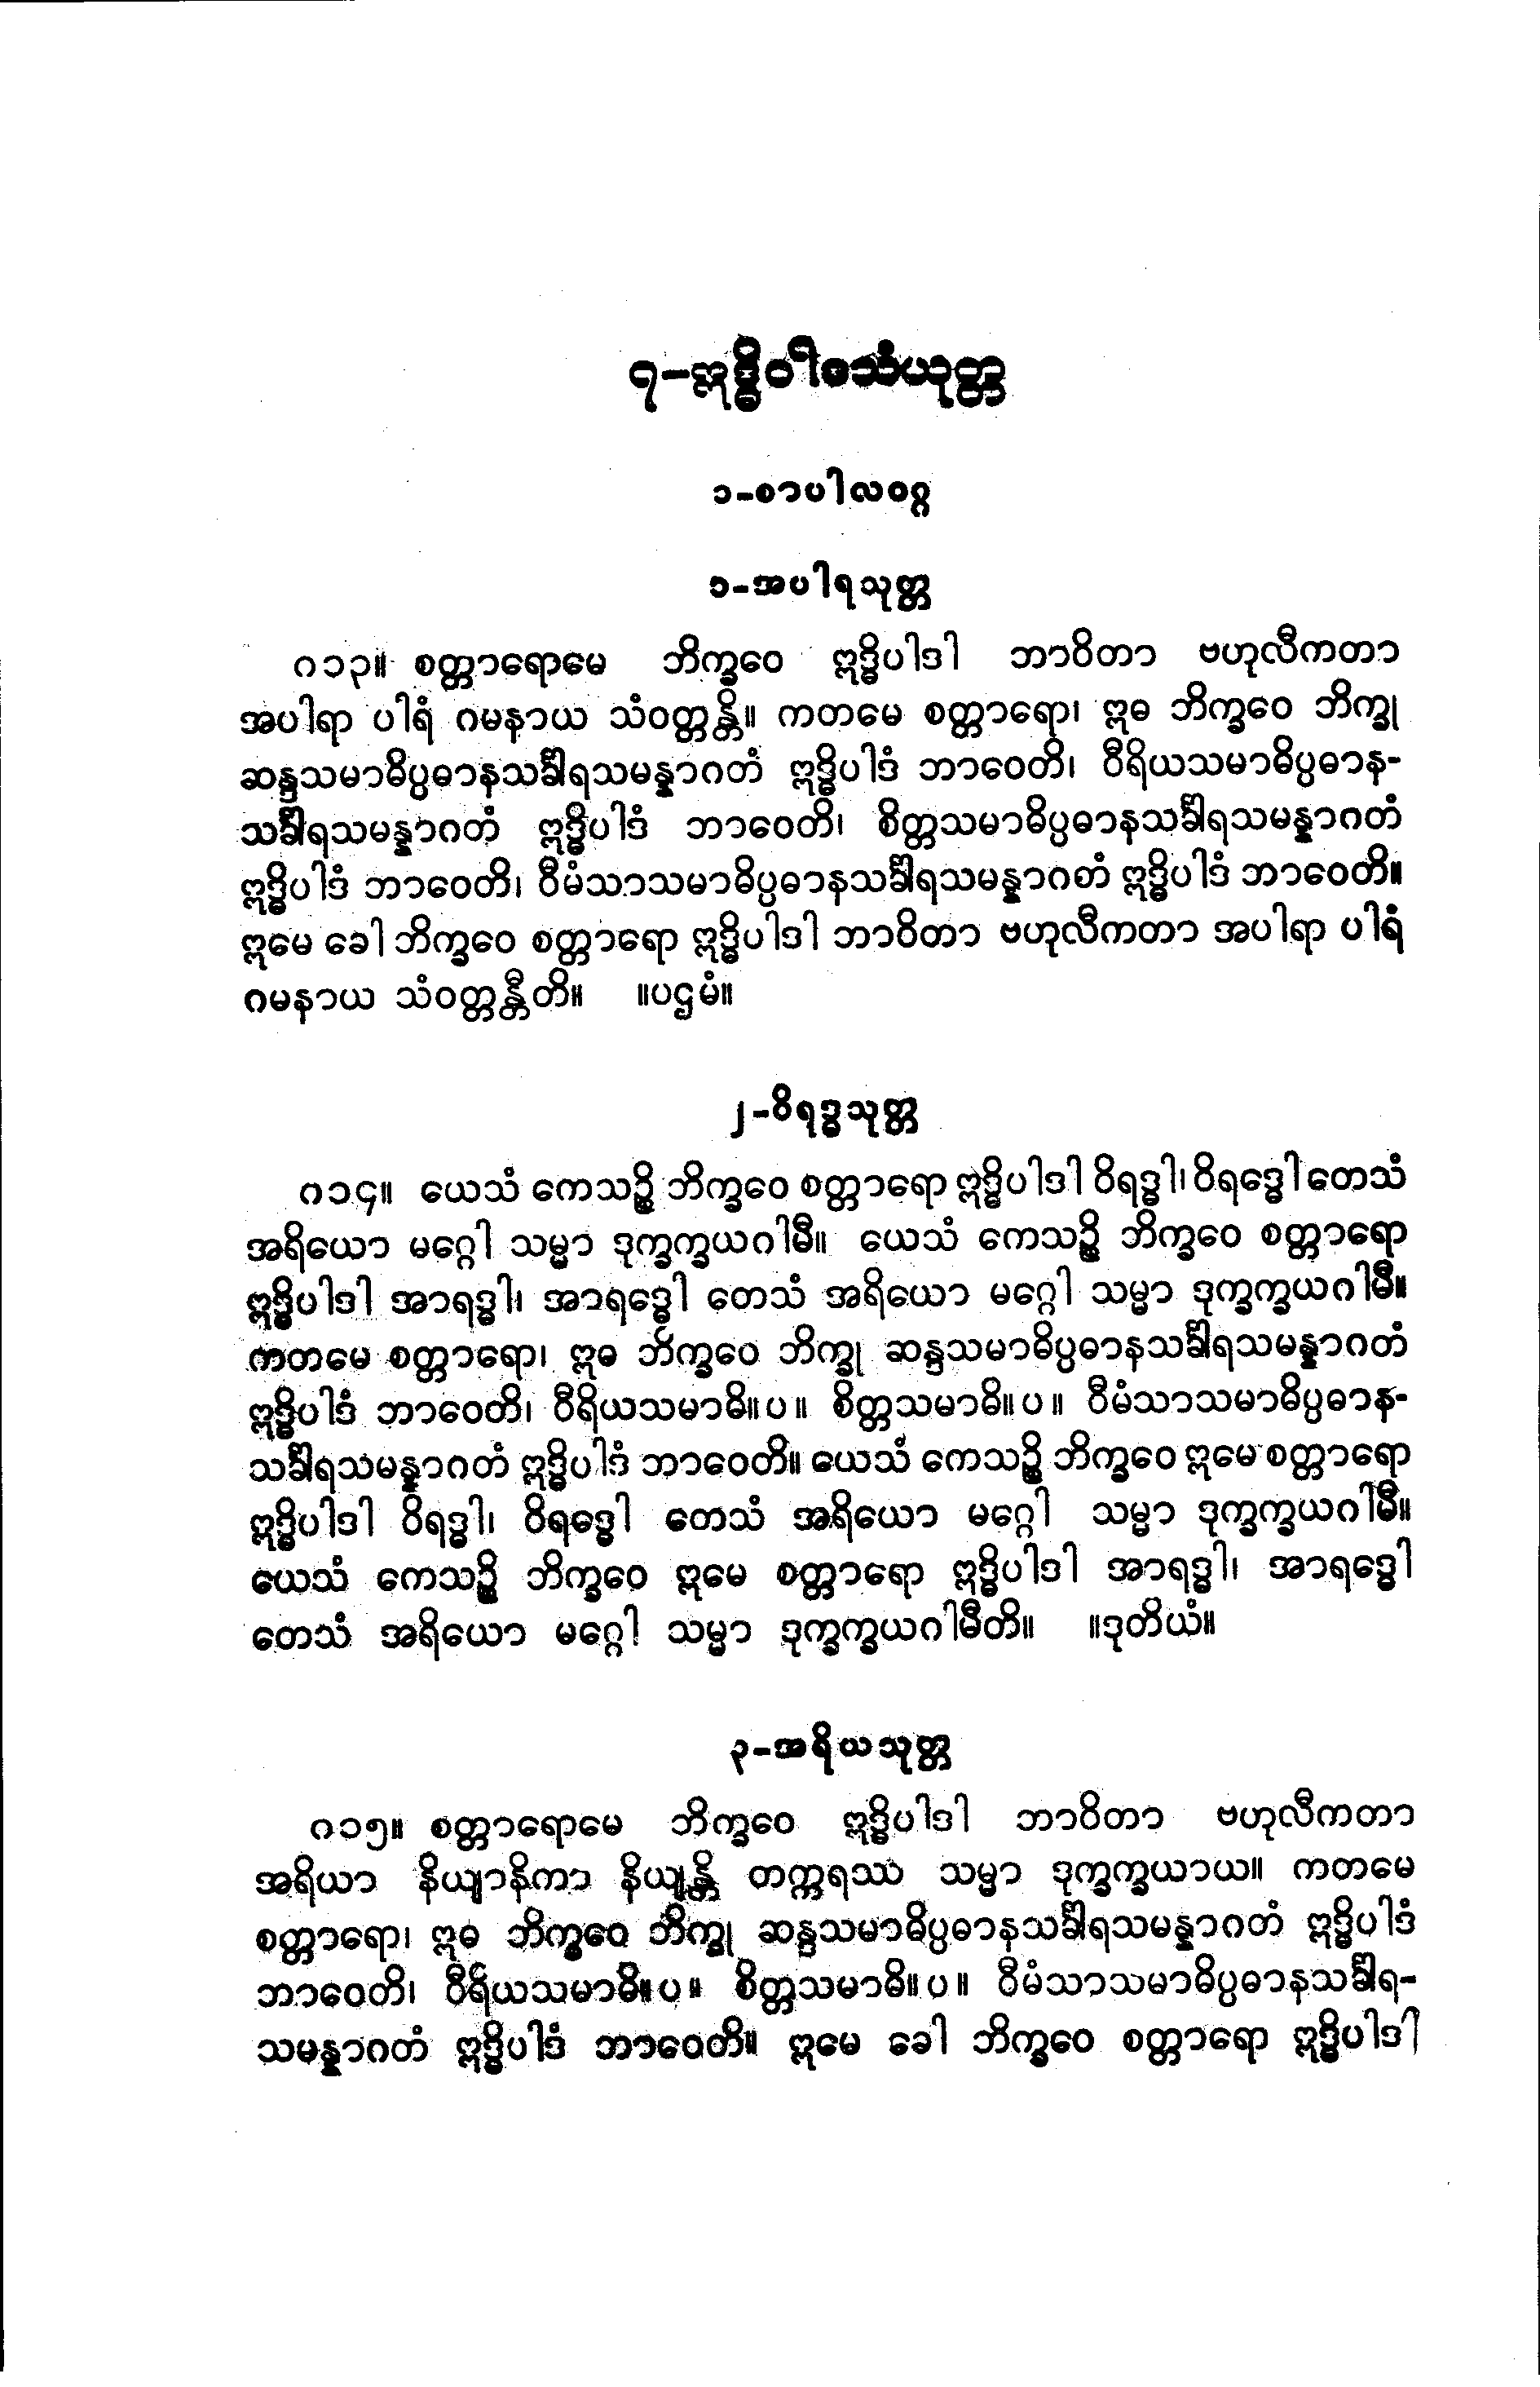 ၇-ဣဒ္ဓိပါဒသံယုတ္တ
၁-စာပါလဝဂ္ဂ
၁-အပါရသုတ္တ
၈၁၃။ စတ္တာရောမေ ဘိက္ခဝေ ဣဒ္ဓိပါဒါ ဘာဝိတာ ဗဟုလီကတာ
အပါရာ ပါရံ ဂမနာယ သံဝတ္တန္တိ။ ကတမေ စတ္တာရော၊ ဣဓ ဘိက္ခဝေ ဘိက္ခု
ဆန္ဒသမာဓိပ္ပဓာနသင်္ခါရသမန္နာဂတံ ဣဒ္ဓိပါဒံ ဘာဝေတိ၊ ဝီရိယသမာဓိပ္ပဓာန-
သင်္ခါရသမန္နာဂတံ ဣဒ္ဓိပါဒံ ဘာဝေတိ၊ စိတ္တသမာဓိပ္ပဓာနသင်္ခါရသမန္နာဂတံ
ဣဒ္ဓိပါဒံ ဘာဝေတိ၊ ဝီမံသာသမာဓိပ္ပဓာနသင်္ခါရသမန္နာဂတံ ဣဒ္ဓိပါဒံ ဘာဝေတိ။
ဣမေ ခေါ ဘိက္ခဝေ စတ္တာရော ဣဒ္ဓိပါဒါ ဘာဝိတာ ဗဟုလီကတာ အပါရာ ပါရံ
ဂမနာယ သံဝတ္တန္တီတိ။ ။ပဌမံ။
၂-ဝိရဒ္ဓသုတ္တ
၈၁၄။ ယေသံ ကေသဉ္စိ ဘိက္ခဝေ စတ္တာရော ဣဒ္ဓိပါဒါ ဝိရဒ္ဓါ၊ ဝိရဒ္ဓေါ တေသံ
အရိယော မဂ္ဂေါ သမ္မာ ဒုက္ခက္ခယဂါမီ။ ယေသံ ကေသဉ္စိ ဘိက္ခဝေ စတ္တာရော
ဣဒ္ဓိပါဒါ အာရဒ္ဓါ၊ အာရဒ္ဓေါ တေသံ အရိယော မဂ္ဂေါ သမ္မာ ဒုက္ခက္ခယဂါမီ။
ကတမေ စတ္တာရော၊ ဣဓ ဘိက္ခဝေ ဘိက္ခု ဆန္ဒသမာဓိပ္ပဓာနသင်္ခါရသမန္နာဂတံ
ဣဒ္ဓိပါဒံ ဘာဝေတိ၊ ဝီရိယသမာဓိ။ပ။ စိတ္တသမာဓိ။ပ။ ဝီမံသာသမာဓိပ္ပဓာန-
သင်္ခါရသမန္နာဂတံ ဣဒ္ဓိပါဒံ ဘာဝေတိ။ ယေသံ ကေသဉ္စိ ဘိက္ခဝေ ဣမေ စတ္တာရော
ဣဒ္ဓိပါဒါ ဝိရဒ္ဓါ၊ ဝိရဒ္ဓေါ တေသံ အရိယော မဂ္ဂေါ သမ္မာ ဒုက္ခက္ခယဂါမီ။
ယေသံ ကေသဉ္စိ ဘိက္ခဝေ ဣမေ စတ္တာရော ဣဒ္ဓိပါဒါ အာရဒ္ဓါ၊ အာရဒ္ဓေါ
တေသံ အရိယော မဂ္ဂေါ သမ္မာ ဒုက္ခက္ခယဂါမီတိ။ ။ဒုတိယံ။
၃-အရိယသုတ္တ
၈၁၅။ စတ္တာရောမေ ဘိက္ခဝေ ဣဒ္ဓိပါဒါ ဘာဝိတာ ဗဟုလီကတာ
အရိယာ နိယျာနိကာ နိယျန္တိ တက္ကရဿ သမ္မာ ဒုက္ခက္ခယာယ။ ကတမေ
စတ္တာရော၊ ဣဓ ဘိက္ခဝေ ဘိက္ခု ဆန္ဒသမာဓိပ္ပဓာနသင်္ခါရသမန္နာဂတံ ဣဒ္ဓိပါဒံ
ဘာဝေတိ၊ ဝီရိယသမာဓိ။ပ။ စိတ္တသမာဓိ။ပ။ ဝီမံသာသမာဓိပ္ပဓာနသင်္ခါရ-
သမန္နာဂတံ ဣဒ္ဓိပါဒံ ဘာဝေတိ။ ဣမေ ခေါ ဘိက္ခဝေ စတ္တာရော ဣဒ္ဓိပါဒါ